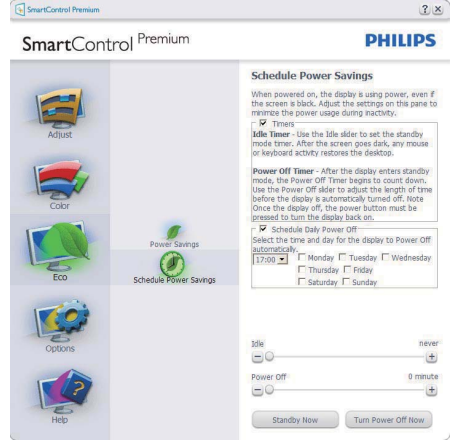 SmartControl Premium
SmartControl Premium
PHILIPS
Adjust
Color
Eco
Options
Help
Power Savings
Schedule Power Savings
Schedule Power Savings
When powered on, the display is using power, even if
the screen is black. Adjust the settings on this pane to
minimize the power usage during inactivity.
Timers
Idle Timer - Use the Idle slider to set the standby
mode timer. After the screen goes dark, any mouse
or keyboard activity restores the desktop.
Power Off Timer - After the display enters standby
mode, the Power Off Timer begins to count down.
Use the Power Off slider to adjust the length of time
before the display is automatically turned off. Note
Once the display off, the power button must be
pressed to turn the display back on.
Schedule Daily Power Off
Select the time and day for the display to Power Off
automatically.
17:00 Monday Tuesday Wednesday
Thursday Friday
Saturday Sunday
Idle never
Power Off 0 minute
Standby Now Turn Power Off Now